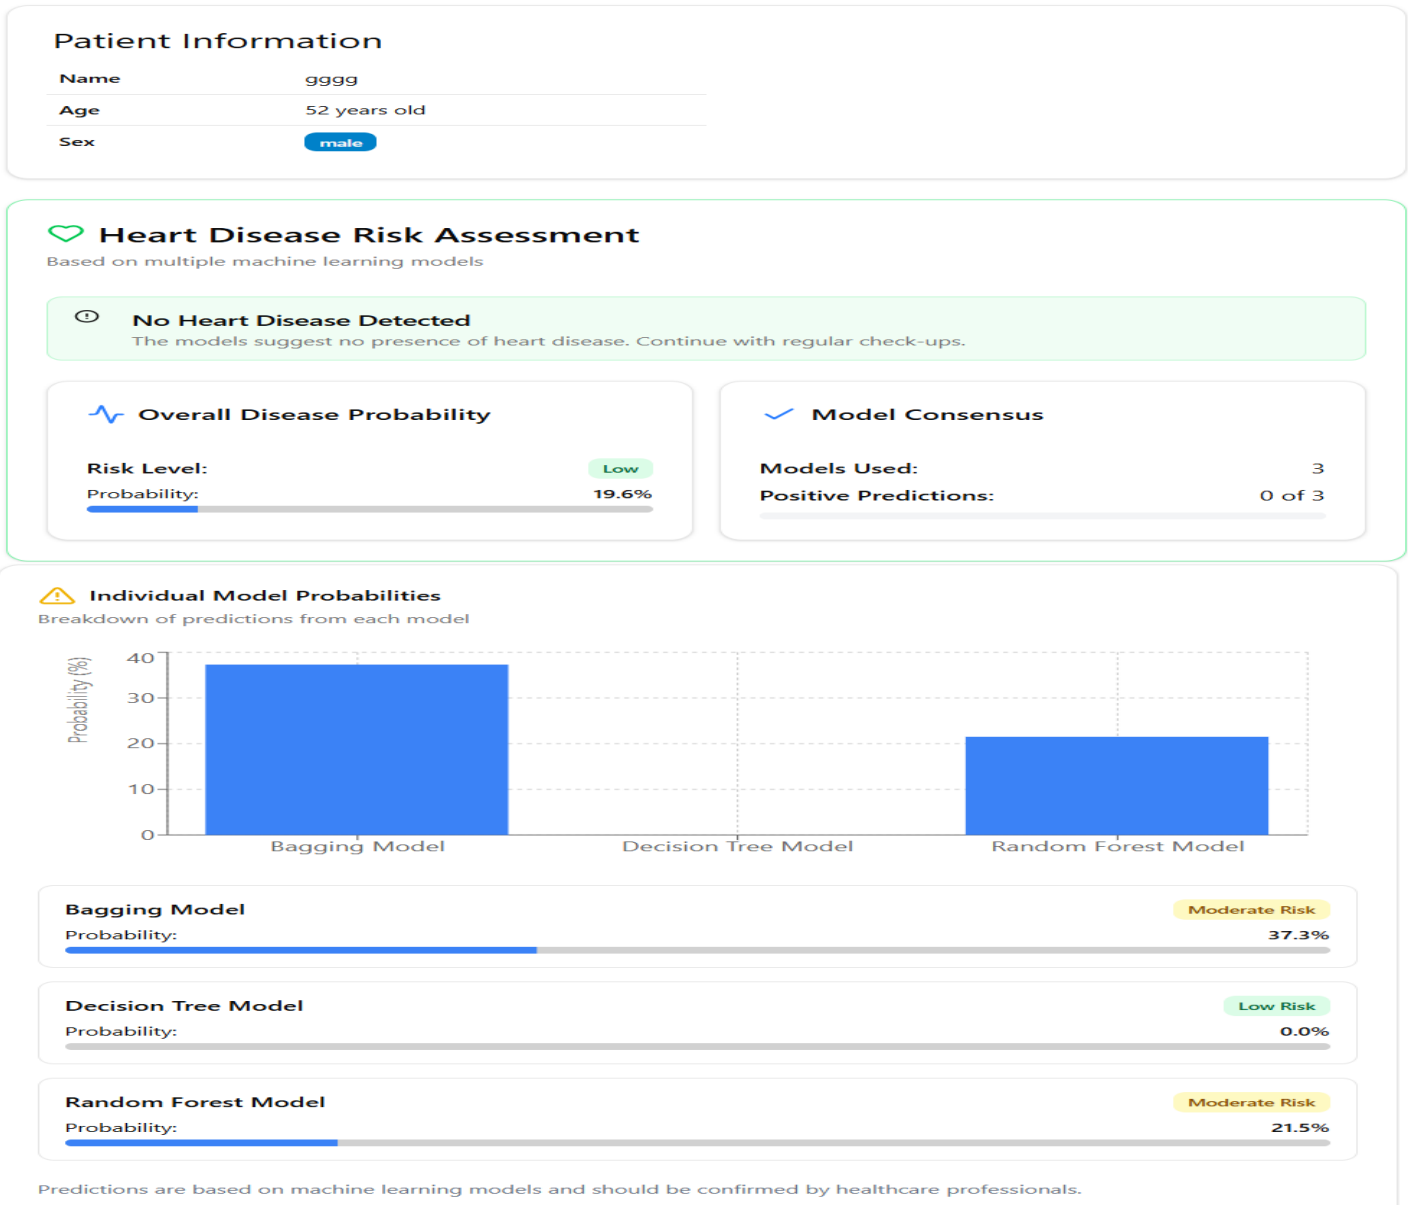 Patient Information
Name gggg
Age 52 years old
Sex male
Heart Disease Risk Assessment
Based on multiple machine learning models
No Heart Disease Detected
The models suggest no presence of heart disease. Continue with regular check-ups.
Overall Disease Probability
Risk Level: Low
Probability: 19.6%
Model Consensus
Models Used: 3
Positive Predictions: 0 of 3
Individual Model Probabilities
Breakdown of predictions from each model
Probability (%)
40
30
20
10
0
Bagging Model Decision Tree Model Random Forest Model
Bagging Model Moderate Risk
Probability: 37.3%
Decision Tree Model Low Risk
Probability: 0.0%
Random Forest Model Moderate Risk
Probability: 21.5%
Predictions are based on machine learning models and should be confirmed by healthcare professionals.